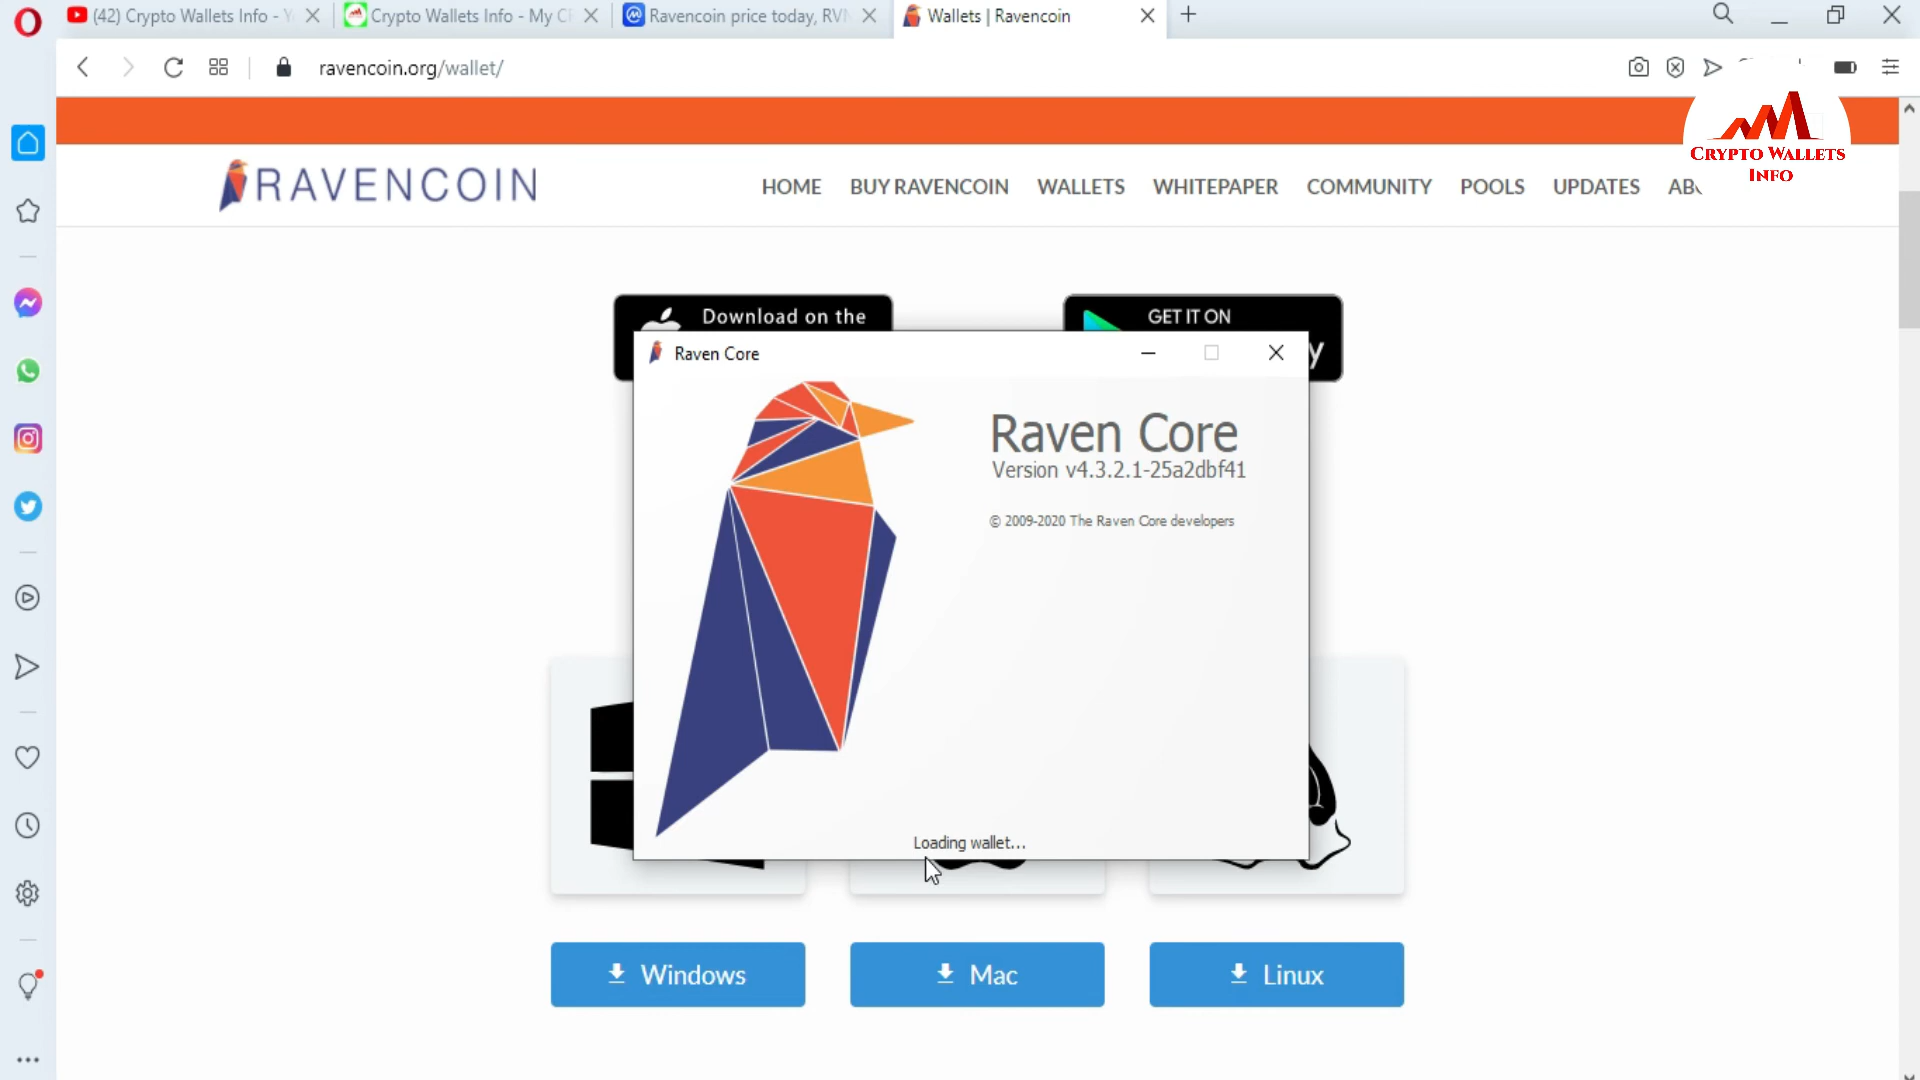 (42) Crypto Wallets Info - Y
Crypto Wallets Info - My C
Ravencoin price today, RVN
Wallets | Ravencoin
ravencoin.org/wallet/
CRYPTO WALLETS
INFO
RAVENCOIN
HOME BUY RAVENCOIN WALLETS WHITEPAPER COMMUNITY POOLS UPDATES
Download on the
GET IT ON
Raven Core
Raven Core
Version v4.3.2.1-25a2dbf41
© 2009-2020 The Raven Core developers
Loading wallet...
Windows
Mac
Linux